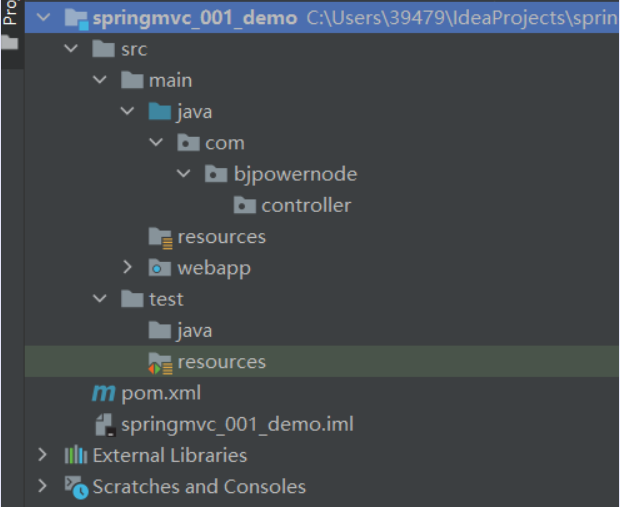 Pro
springmvc_001_demo C:\Users\39479\IdeaProjects\sprin
src
main
java
com
bjpowernode
controller
resources
webapp
test
java
resources
pom.xml
springmvc_001_demo.iml
External Libraries
Scratches and Consoles